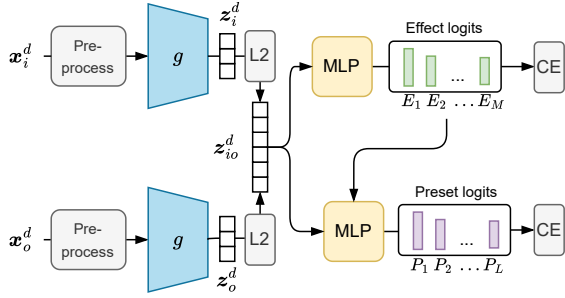 z_i^d
Effect logits
x_i^d
Pre-
process
g
L2
MLP
...
CE
E_1 E_2 ... E_M
z_io^d
Preset logits
x_o^d
Pre-
process
g
L2
MLP
...
CE
z_o^d
P_1 P_2 ... P_L